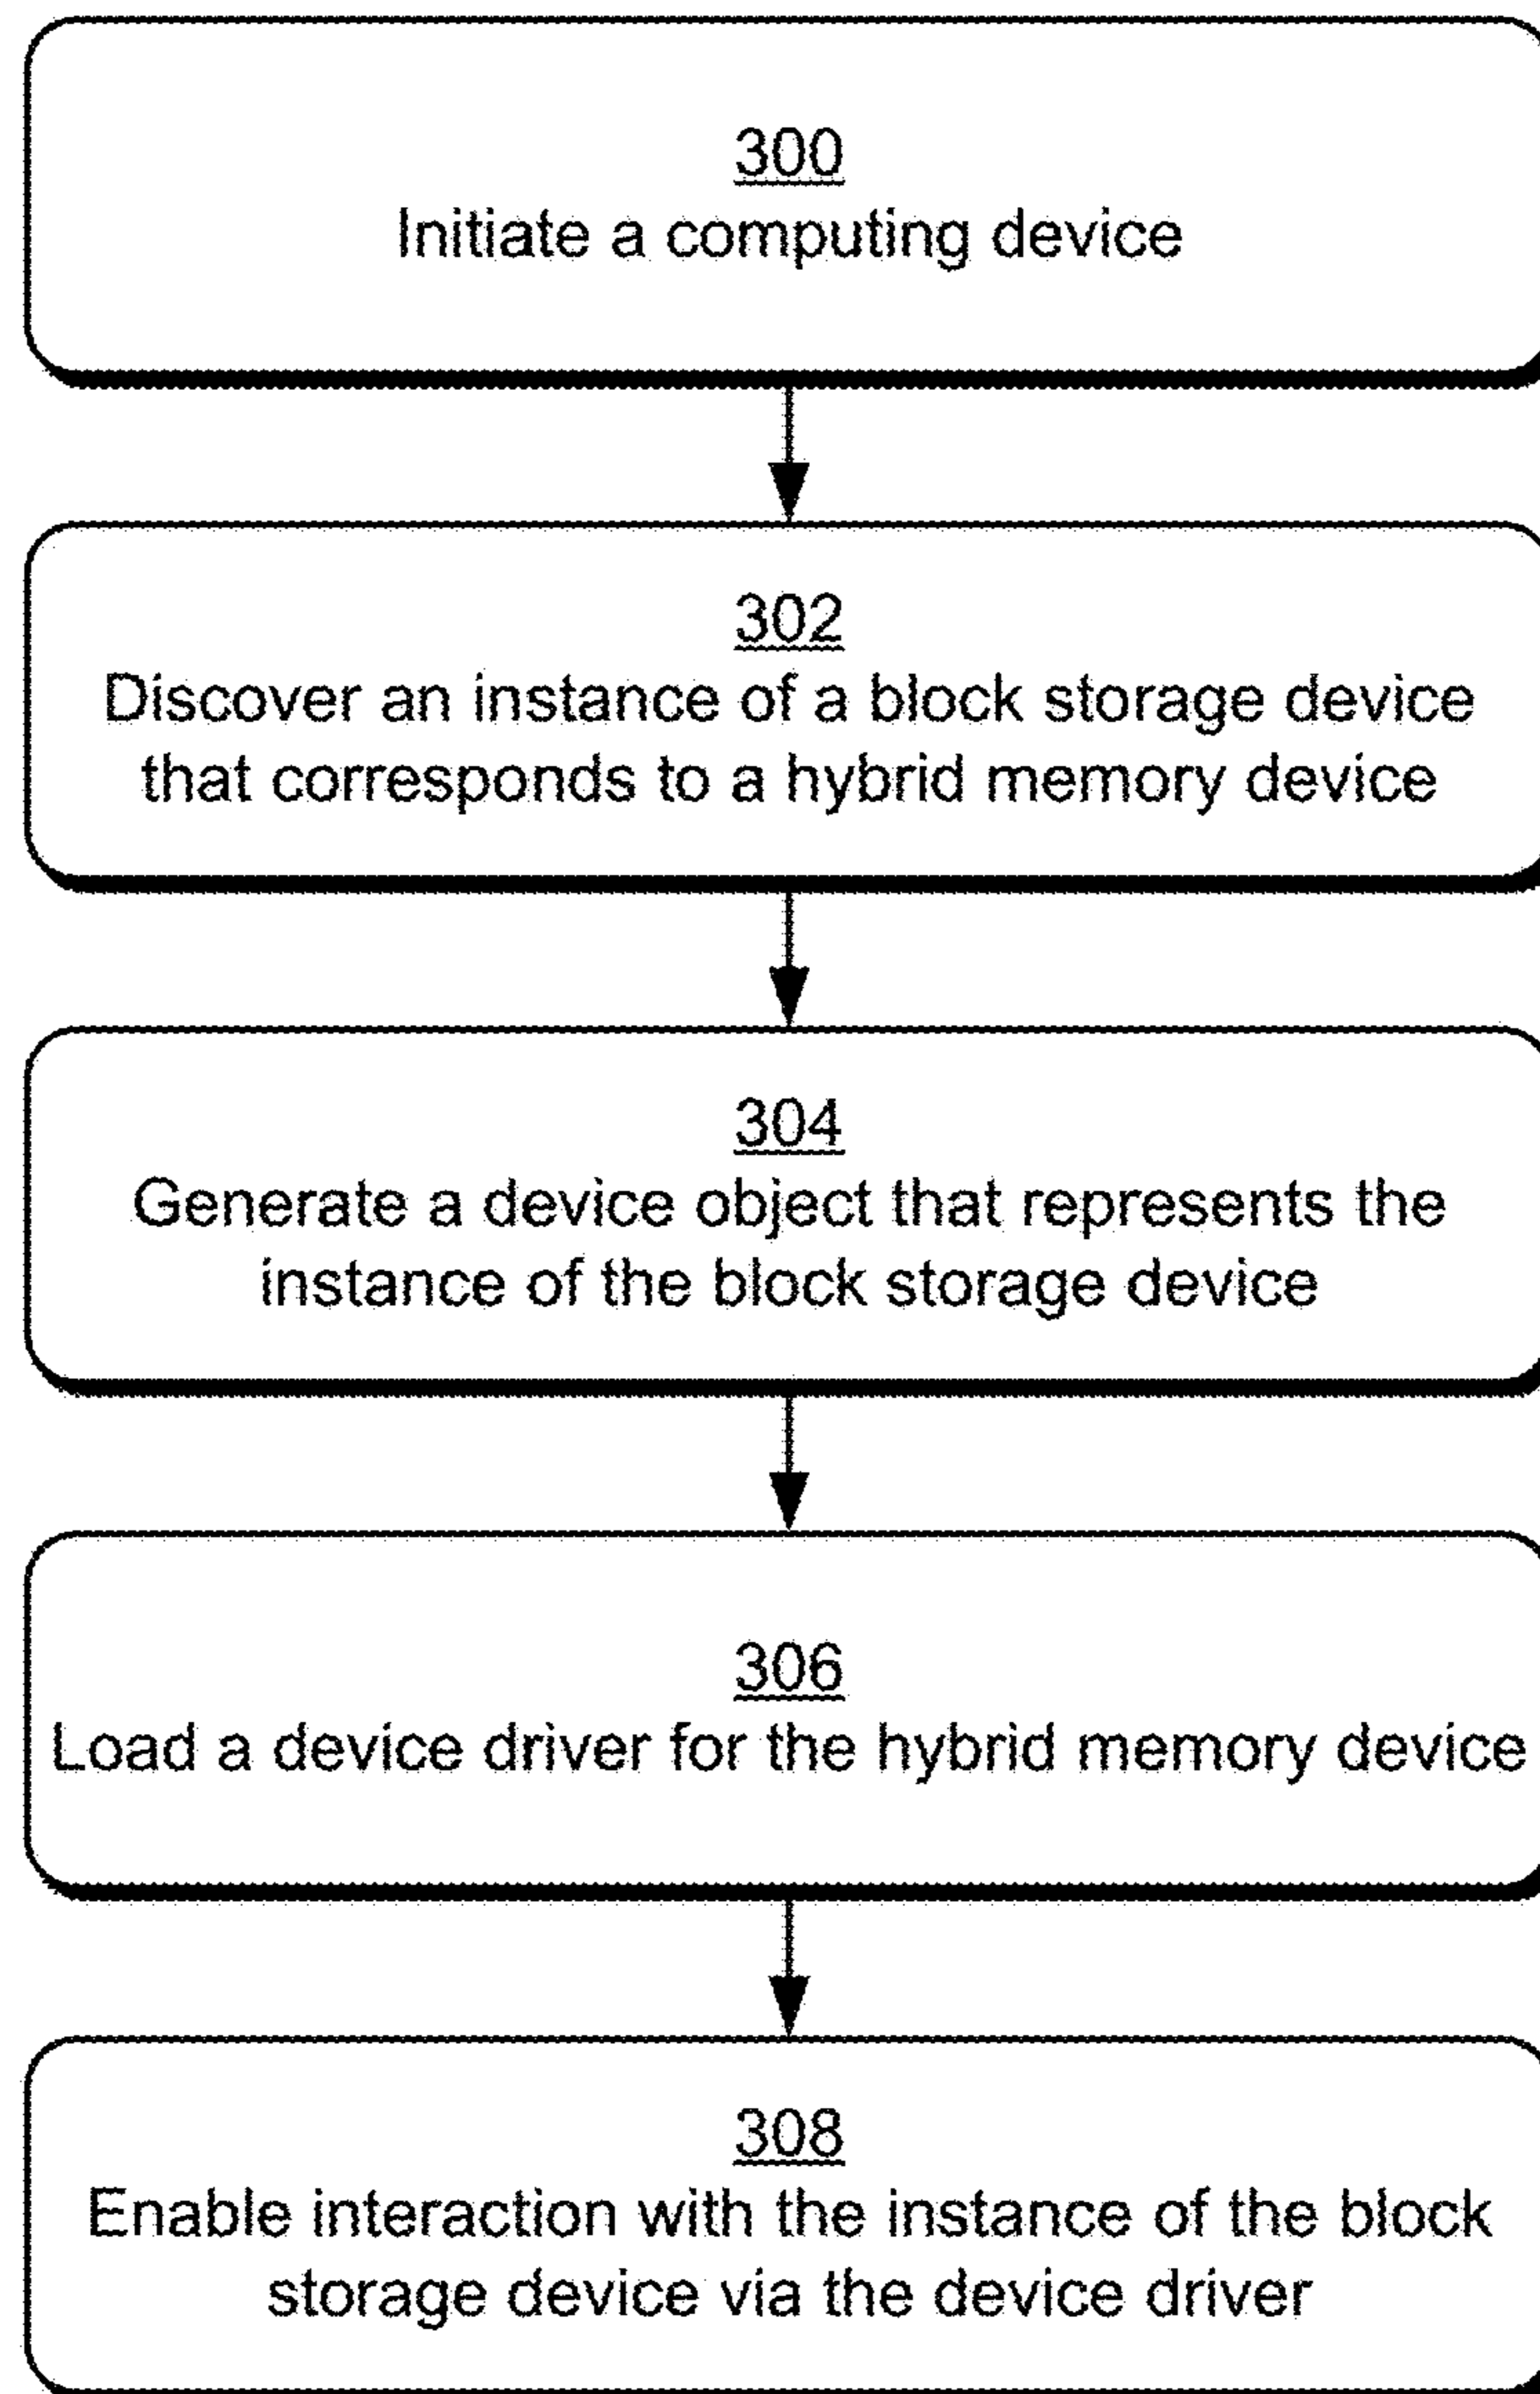 300
Initiate a computing device
302
Discover an instance of a block storage device
that corresponds to a hybrid memory device
304
Generate a device object that represents the
instance of the block storage device
306
Load a device driver for the hybrid memory device
308
Enable interaction with the instance of the block
storage device via the device driver